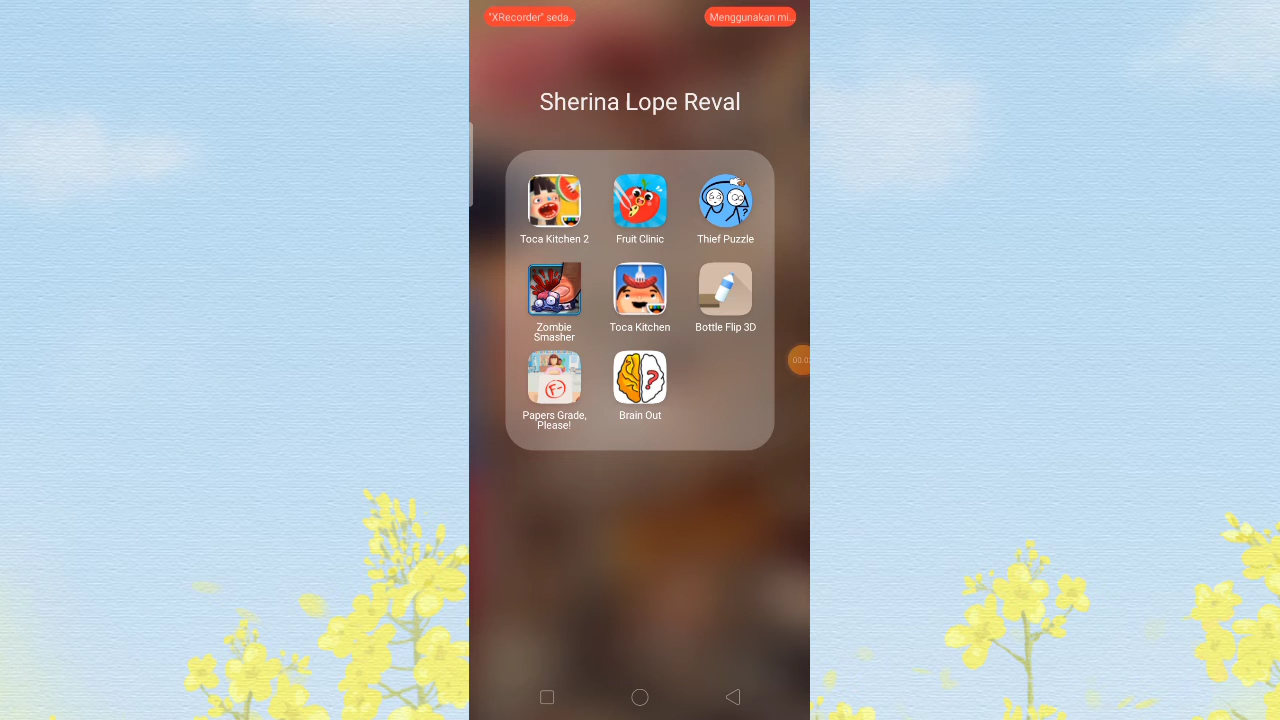 "XRecorder" seda...
Menggunakan mi...
Sherina Lope Reval
Toca Kitchen 2
Fruit Clinic
Thief Puzzle
Zombie
Smasher
Toca Kitchen
Bottle Flip 3D
F-
Papers Grade,
Please!
Brain Out